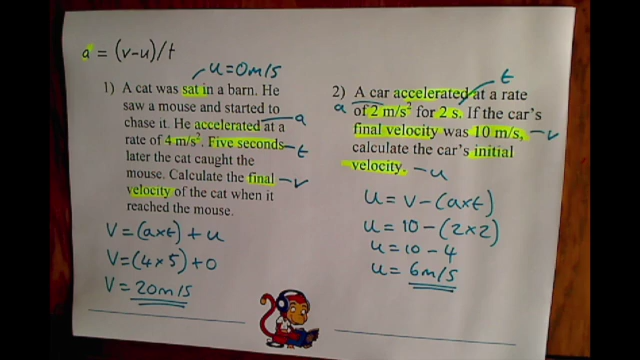 a = (v-u)/t
u = 0m/s
1) A cat was sat in a barn. He
saw a mouse and started to
chase it. He accelerated at a
a
rate of 4 m/s². Five seconds
t
later the cat caught the
mouse. Calculate the final
v
velocity of the cat when it
reached the mouse.
V = (axt) + u
V = (4 x 5) + 0
V = 20m/s
t
2) A car accelerated at a rate
a
of 2 m/s² for 2 s. If the car's
final velocity was 10 m/s,
v
calculate the car's initial
velocity.
u
u = v - (axt)
u = 10 - (2 x 2)
u = 10 - 4
u = 6m/s